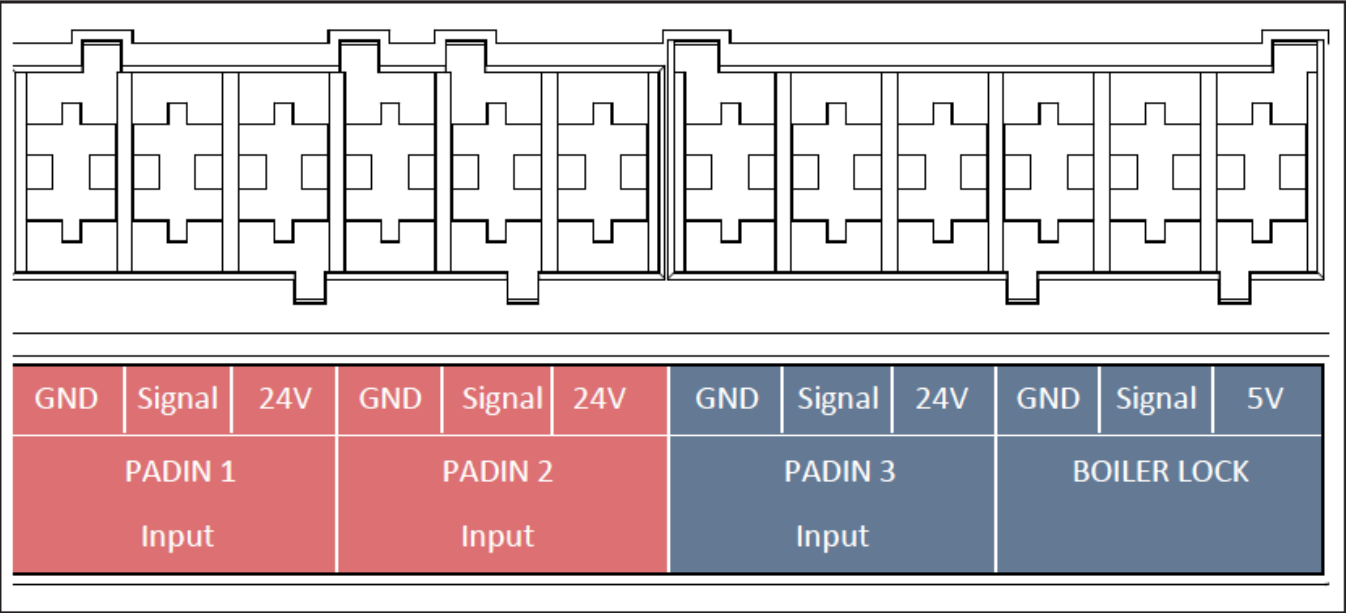 GND Signal 24V GND Signal 24V GND Signal 24V GND Signal 5V
PADIN 1 PADIN 2 PADIN 3 BOILER LOCK
Input Input Input